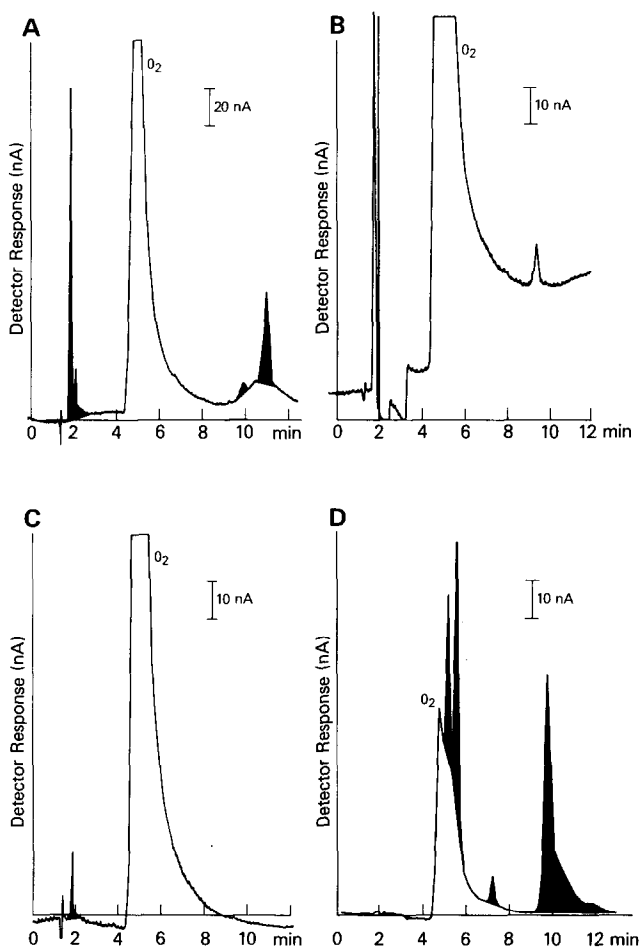 A
Detector Response (nA)
O₂
20 nA
0 2 4 6 8 10 min
B
Detector Response (nA)
O₂
10 nA
0 2 4 6 8 10 12 min
C
Detector Response (nA)
O₂
10 nA
0 2 4 6 8 10 min
D
Detector Response (nA)
O₂
10 nA
0 2 4 6 8 10 12 min